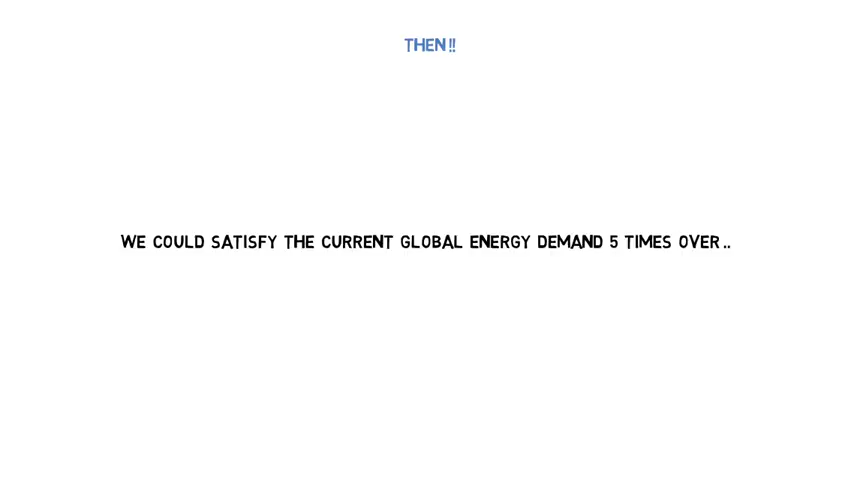 THEN!!
WE COULD SATISFY THE CURRENT GLOBAL ENERGY DEMAND 5 TIMES OVER..